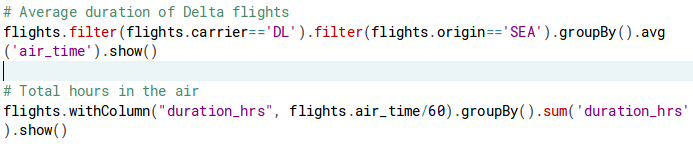 # Average duration of Delta flights
flights.filter(flights.carrier=='DL').filter(flights.origin=='SEA').groupBy().avg
('air_time').show()
# Total hours in the air
flights.withColumn("duration_hrs", flights.air_time/60).groupBy().sum('duration_hrs'
).show()